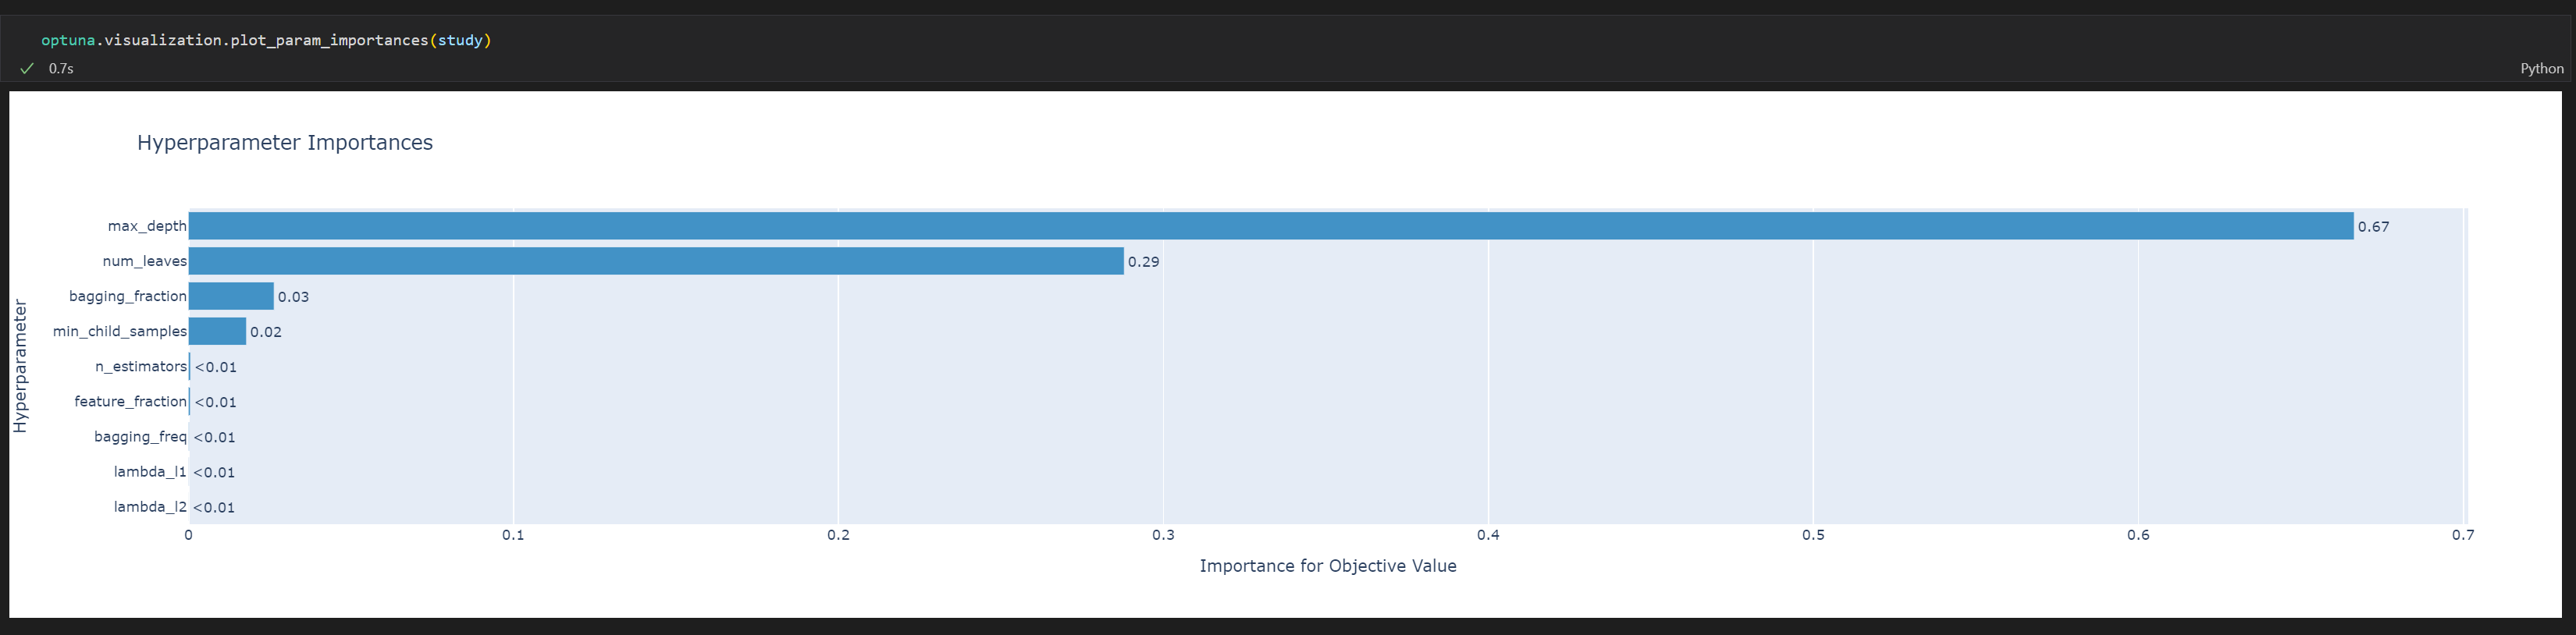 optuna.visualization.plot_param_importances(study)
0.7s
Python
Hyperparameter Importances
Hyperparameter
max_depth 0.67
num_leaves 0.29
bagging_fraction 0.03
min_child_samples 0.02
n_estimators <0.01
feature_fraction <0.01
bagging_freq <0.01
lambda_l1 <0.01
lambda_l2 <0.01
0 0.1 0.2 0.3 0.4 0.5 0.6 0.7
Importance for Objective Value